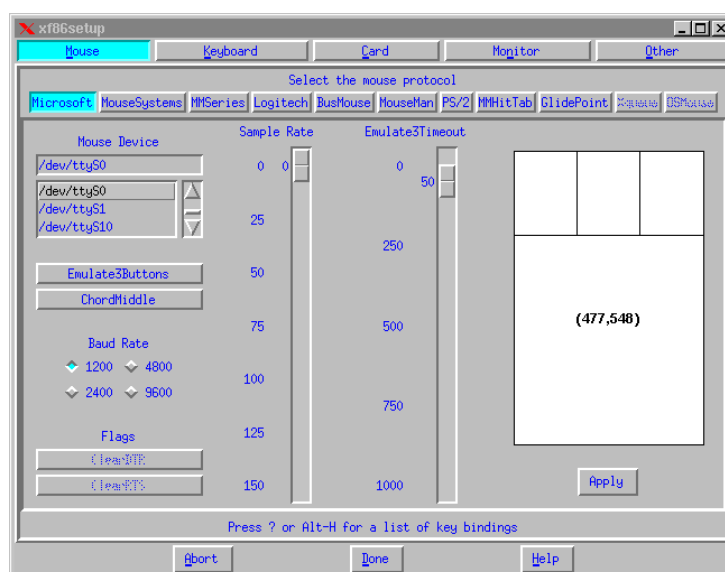 xf86setup
Mouse Keyboard Card Monitor Other
Select the mouse protocol
Microsoft MouseSystems MMSeries Logitech BusMouse MouseMan PS/2 MMHitTab GlidePoint Xqueue OSMouse
Mouse Device
/dev/ttyS0
/dev/ttyS0
/dev/ttyS1
/dev/ttyS10
Emulate3Buttons
ChordMiddle
Baud Rate
1200 4800
2400 9600
Flags
ClearDTR
ClearRTS
Sample Rate
0 0
25
50
75
100
125
150
Emulate3Timeout
0
50
250
500
750
1000
(477,548)
Apply
Press ? or Alt-H for a list of key bindings
Abort Done Help